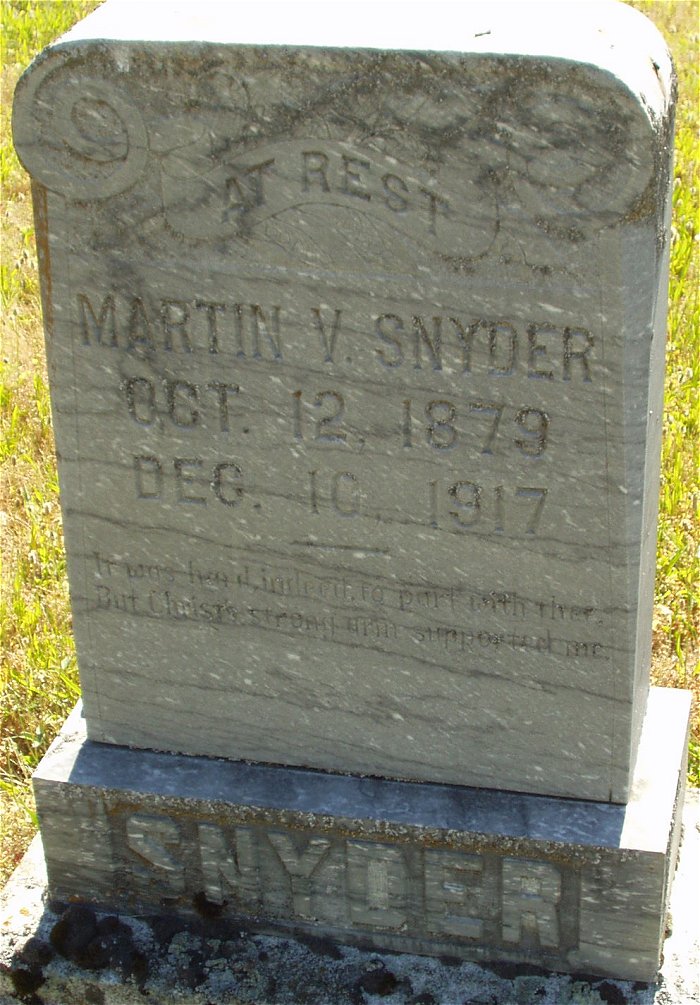 AT REST
MARTIN V. SNYDER
OCT. 12, 1879
DEC. 10, 1917
It was hard, indeed, to part with thee,
But Christ's strong arm supported me.
SNYDER